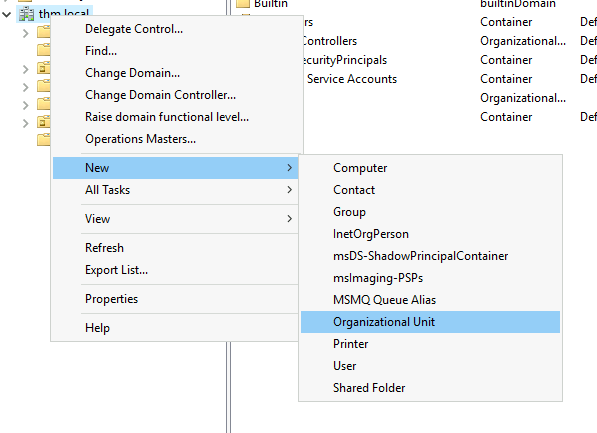 thm.local
Delegate Control...
Find...
Change Domain...
Change Domain Controller...
Raise domain functional level...
Operations Masters...
New
All Tasks
View
Refresh
Export List...
Properties
Help
Computer
Contact
Group
InetOrgPerson
msDS-ShadowPrincipalContainer
msImaging-PSPs
MSMQ Queue Alias
Organizational Unit
Printer
User
Shared Folder
Builtin builtinDomain
Container Def
Controllers Organizational... Def
Container Def
Service Accounts Container Def
Organizational...
Container Def